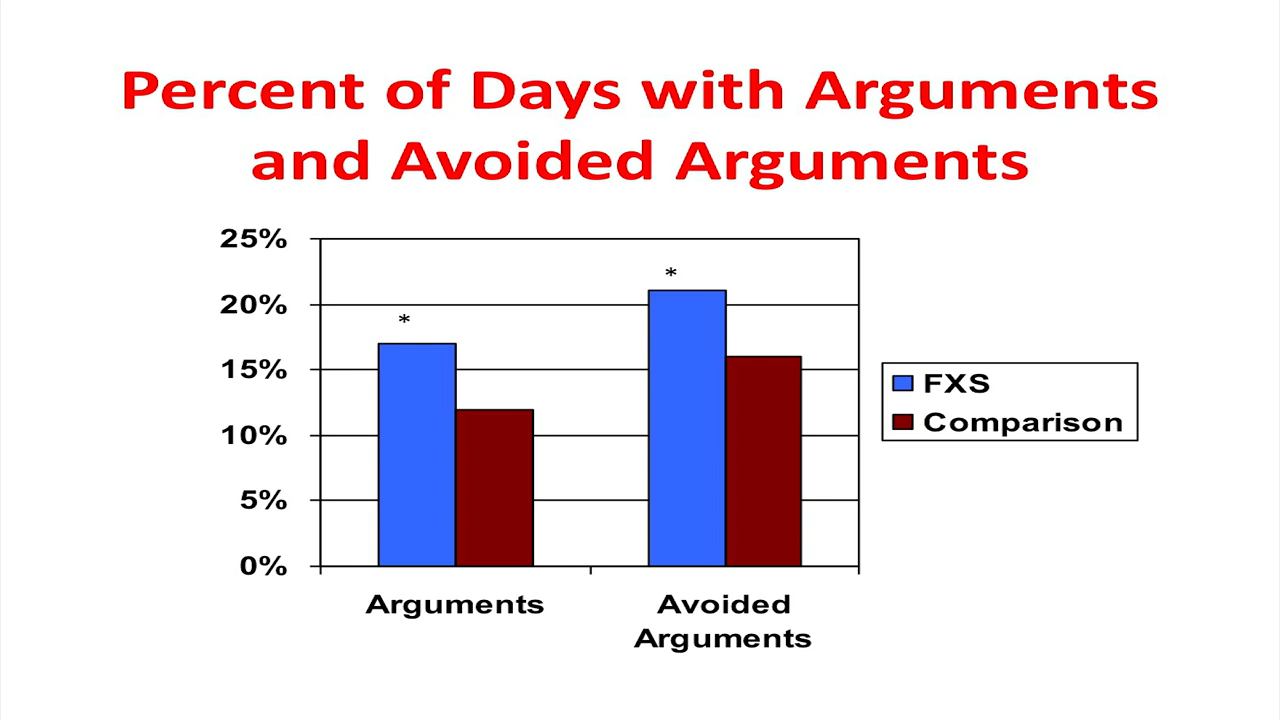 Percent of Days with Arguments
and Avoided Arguments
25%
20%
15%
10%
5%
0%
*
*
Arguments
Avoided
Arguments
FXS
Comparison